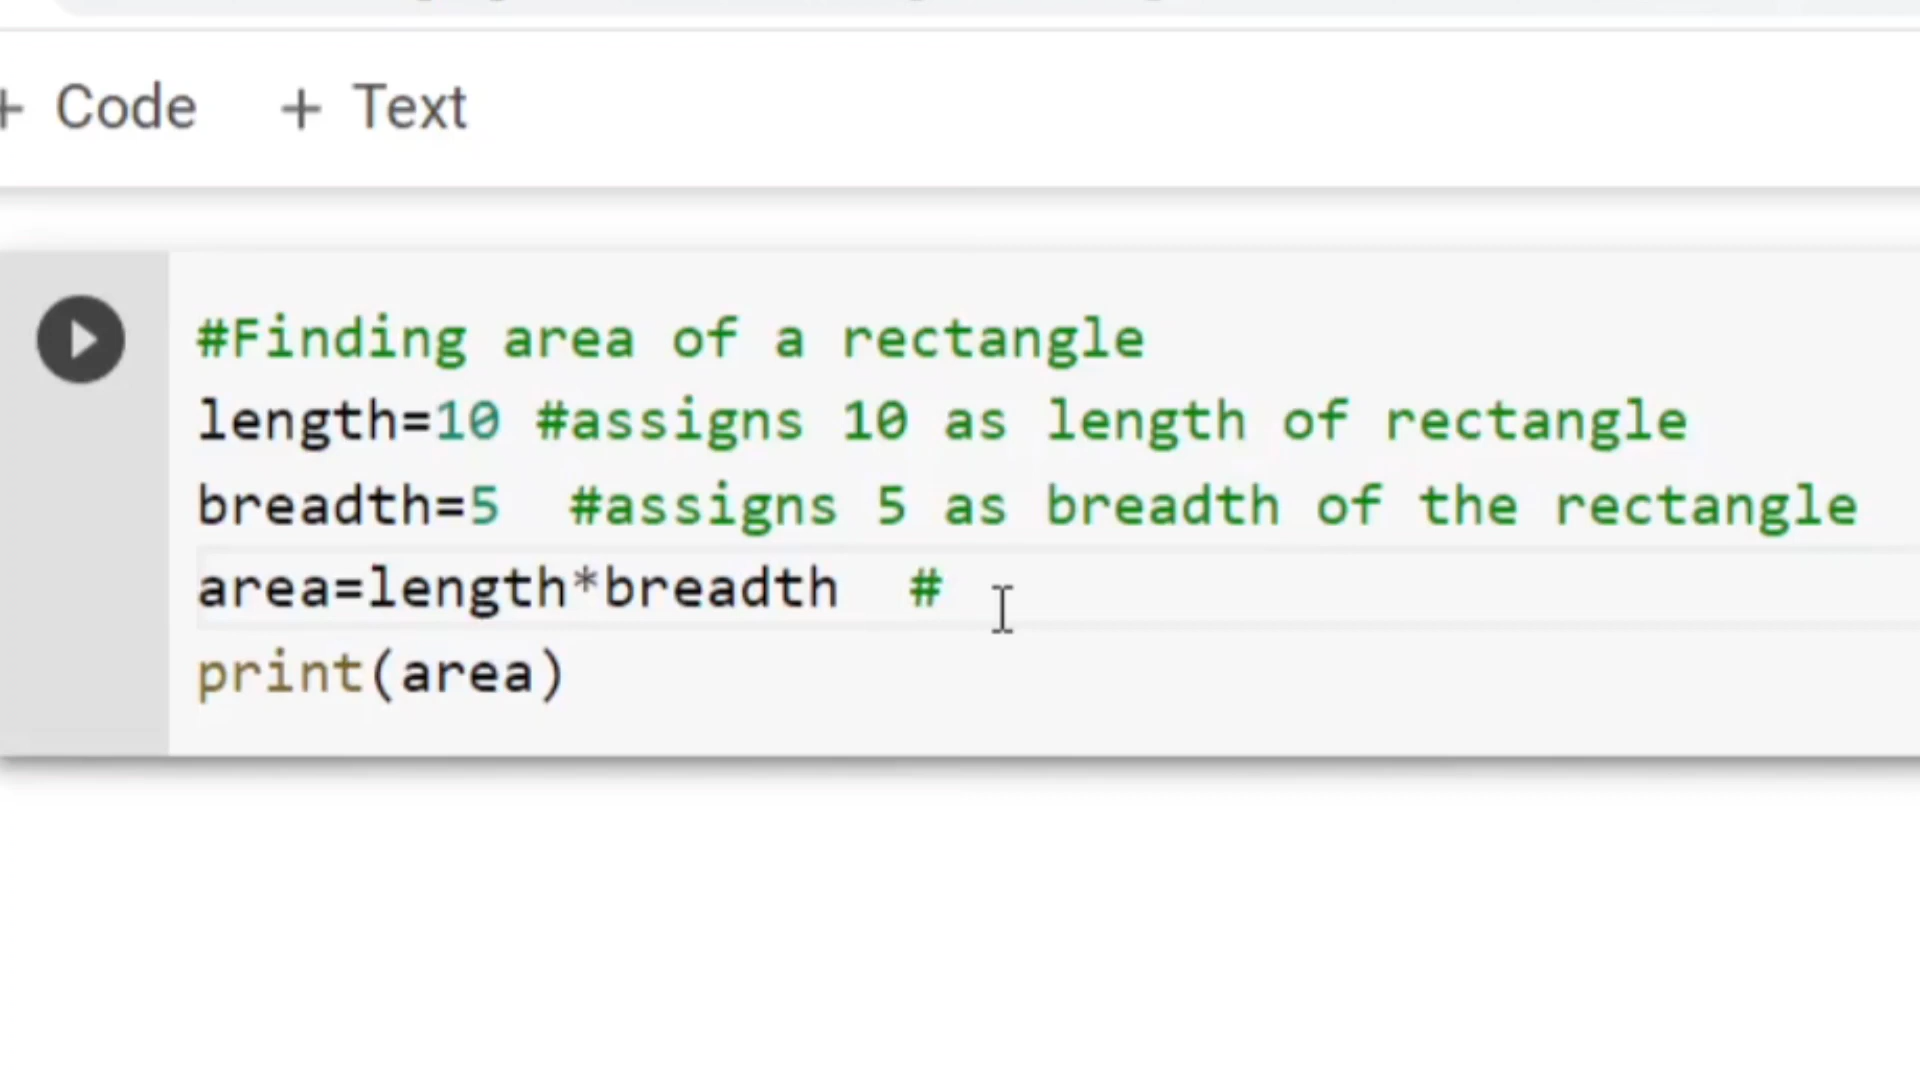 + Code + Text
#Finding area of a rectangle
length=10 #assigns 10 as length of rectangle
breadth=5  #assigns 5 as breadth of the rectangle
area=length*breadth  #
print(area)